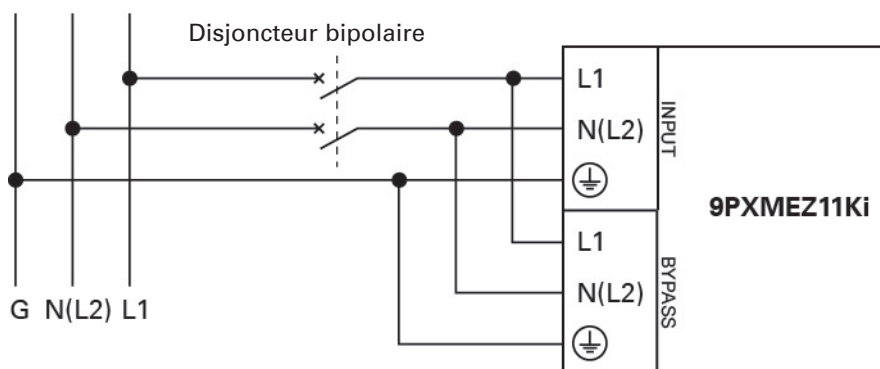 Disjoncteur bipolaire
L1
N(L2)
INPUT
9PXMEZ11Ki
L1
N(L2)
BYPASS
G N(L2) L1